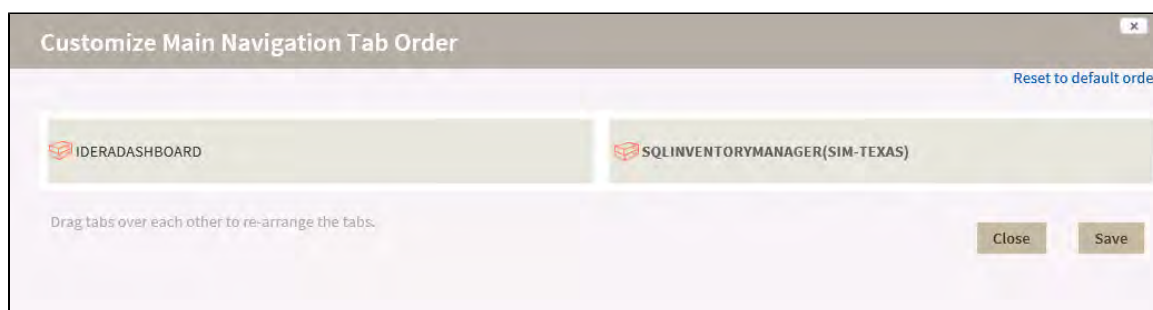 Customize Main Navigation Tab Order
x
Reset to default orde
IDERADASHBOARD
SQLINVENTORYMANAGER(SIM-TEXAS)
Drag tabs over each other to re-arrange the tabs.
Close
Save